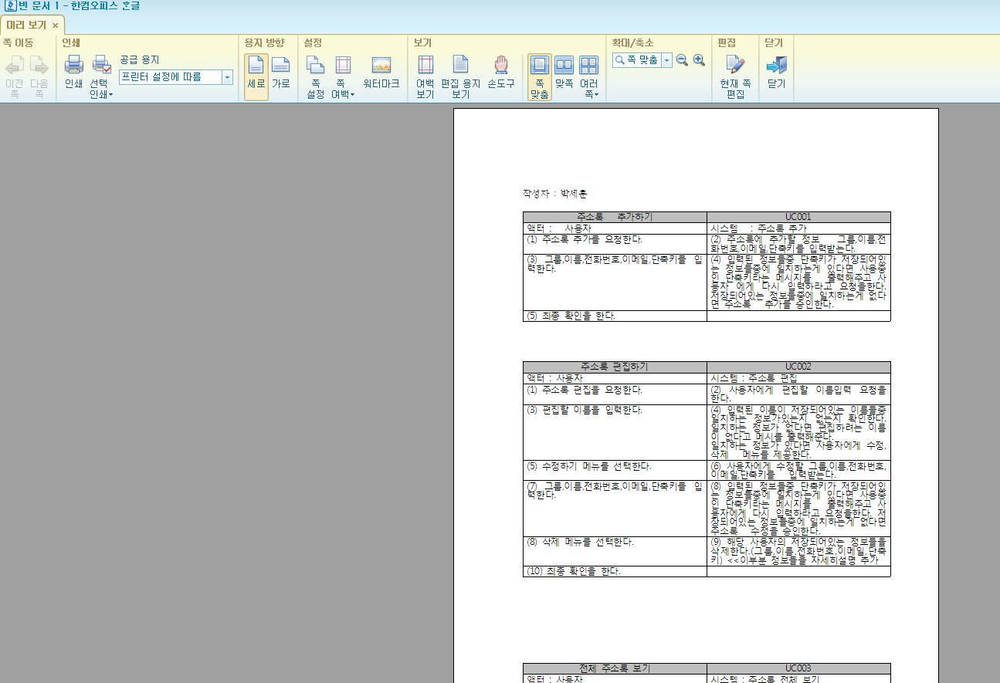 빈 문서 1 - 한컴오피스 흔글
미리 보기 ×
쪽 이동
이전 쪽
다음 쪽
인쇄
인쇄
선택 인쇄
공급 용지
프린터 설정에 따름
용지 방향
세로
가로
설정
쪽 설정
쪽 여백
워터마크
보기
여백 보기
편집 용지 보기
손도구
쪽 맞춤
맞쪽
여러 쪽
확대/축소
쪽 맞춤
편집
현재 쪽 편집
닫기
닫기
작성자 : 박세훈
주소록 추가하기 UC001
액터 : 사용자 시스템 : 주소록 추가
(1) 주소록 추가를 요청한다.
(2) 주소록에 추가할 정보 그룹,이름,전
화번호,이메일,단축키를 입력받는다.
(3) 그룹,이름,전화번호,이메일,단축키를 입
력한다.
(4) 입력된 정보들중 단축키가 저장되어있
는 정보들중에 일치하는게 있다면 사용중
인 단축키라는 메시지를 출력해주고 사
용자 에게 다시 입력하라고 요청을한다.
저장되어있는 정보들중에 일치하는게 없다
면 주소록 추가를 승인한다.
(5) 최종 확인을 한다.
주소록 편집하기 UC002
액터 : 사용자 시스템 : 주소록 편집
(1) 주소록 편집을 요청한다.
(2) 사용자에게 편집할 이름입력 요청을
한다.
(3) 편집할 이름을 입력한다.
(4) 입력된 이름이 저장되어있는 이름들중
일치하는 정보가있는지 없는지 확인한다.
일치하는 정보가 없다면 편집하려는 이름
이 없다고 메시를 출력해준다.
일치하는 정보가 있다면 사용자에게 수정,
삭제 메뉴를 제공한다.
(5) 수정하기 메뉴를 선택한다.
(6) 사용자에게 수정할 그룹,이름,전화번호,
이메일,단축키를 입력받는다.
(7) 그룹,이름,전화번호,이메일,단축키를 입
력한다.
(8) 입력된 정보들중 단축키가 저장되어있
는 정보들중에 일치하는게 있다면 사용중
인 단축키라는 메시지를 출력해주고 사
용자에게 다시 입력하라고 요청을한다. 저
장되어있는 정보들중에 일치하는게 없다면
주소록 수정을 승인한다.
(8) 삭제 메뉴를 선택한다.
(9) 해당 사용자의 저장되어있는 정보들을
삭제한다.(그룹,이름,전화번호,이메일,단축
키) <<이부분 정보들을 자세히설명 추가
(10) 최종 확인을 한다.
전체 주소록 보기 UC003
액터 : 사용자 시스템 : 주소록 전체 보기